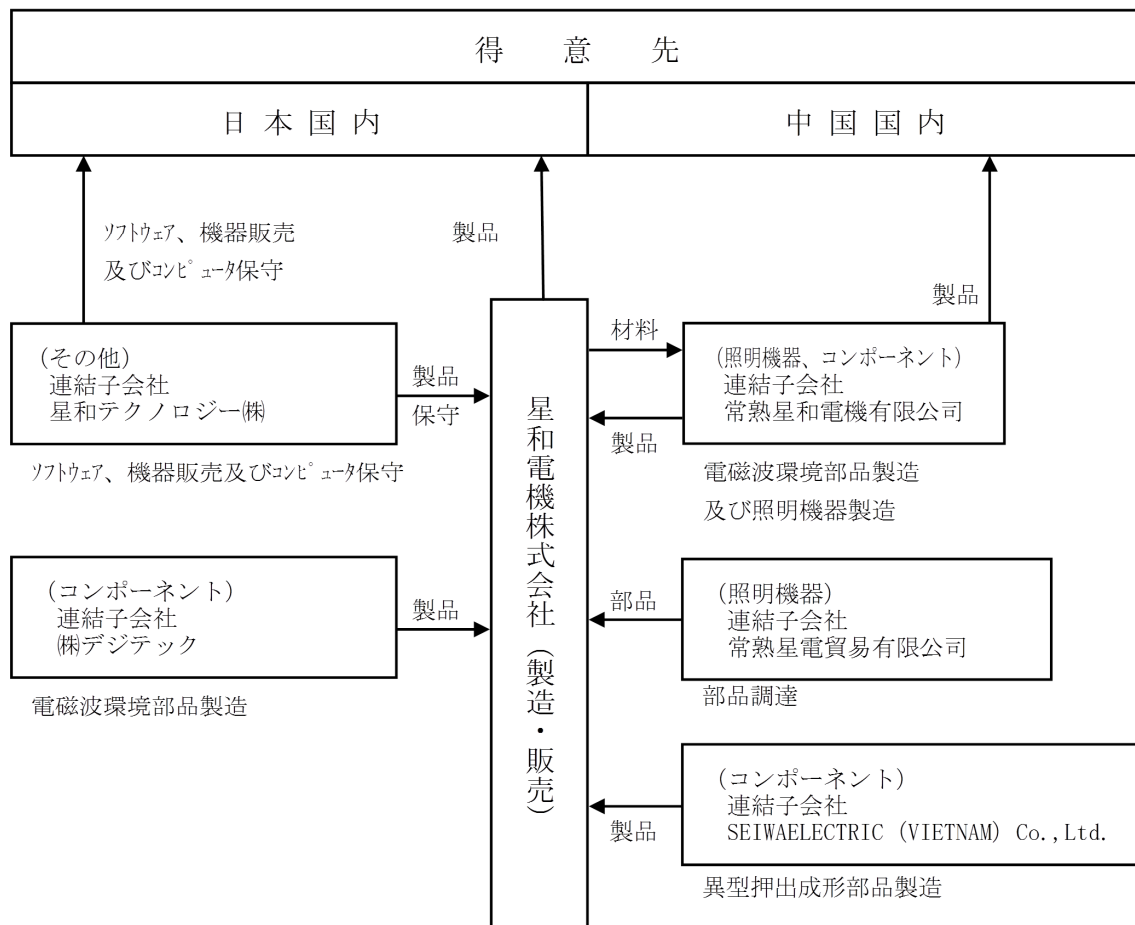 得意先
日本国内
中国国内
ソフトウェア、機器販売
及びコンピュータ保守
製品
製品
(その他)
連結子会社
星和テクノロジー㈱
製品
保守
ソフトウェア、機器販売及びコンピュータ保守
(コンポーネント)
連結子会社
㈱デジテック
製品
電磁波環境部品製造
星和電機株式会社(製造・販売)
材料
製品
(照明機器、コンポーネント)
連結子会社
常熟星和電機有限公司
電磁波環境部品製造
及び照明機器製造
部品
(照明機器)
連結子会社
常熟星電貿易有限公司
部品調達
製品
(コンポーネント)
連結子会社
SEIWAELECTRIC (VIETNAM) Co.,Ltd.
異型押出成形部品製造